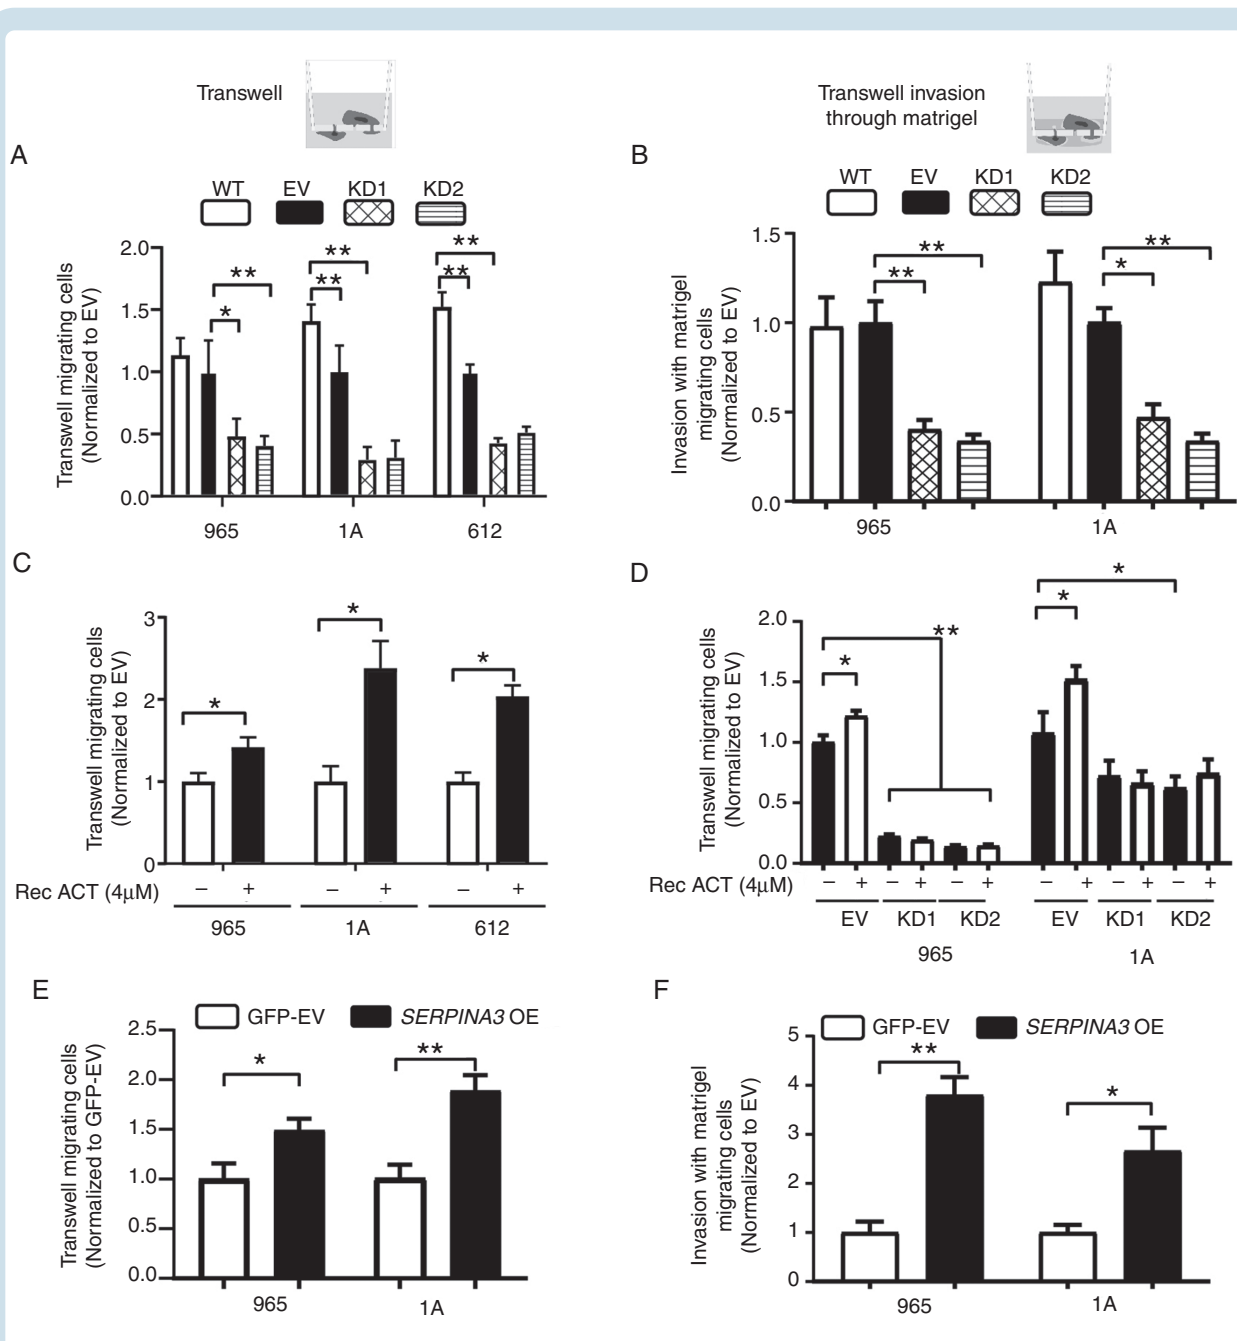 Transwell
Transwell invasion
through matrigel
A
WT EV KD1 KD2
Transwell migrating cells
(Normalized to EV)
2.0
1.5
1.0
0.5
0.0
** * ** ** ** **
965 1A 612
B
WT EV KD1 KD2
Invasion with matrigel
migrating cells
(Normalized to EV)
1.5
1.0
0.5
0.0
** ** ** *
965 1A
C
Transwell migrating cells
(Normalized to EV)
3
2
1
0
* * *
Rec ACT (4µM) – + – + – +
965 1A 612
D
Transwell migrating cells
(Normalized to EV)
2.0
1.5
1.0
0.5
0.0
* ** * *
Rec ACT (4µM) – + – + – + – + – + – +
EV KD1 KD2 EV KD1 KD2
965 1A
E
GFP-EV SERPINA3 OE
Transwell migrating cells
(Normalized to GFP-EV)
2.5
2.0
1.5
1.0
0.5
0.0
* **
965 1A
F
GFP-EV SERPINA3 OE
Invasion with matrigel
migrating cells
(Normalized to EV)
5
4
3
2
1
0
** *
965 1A